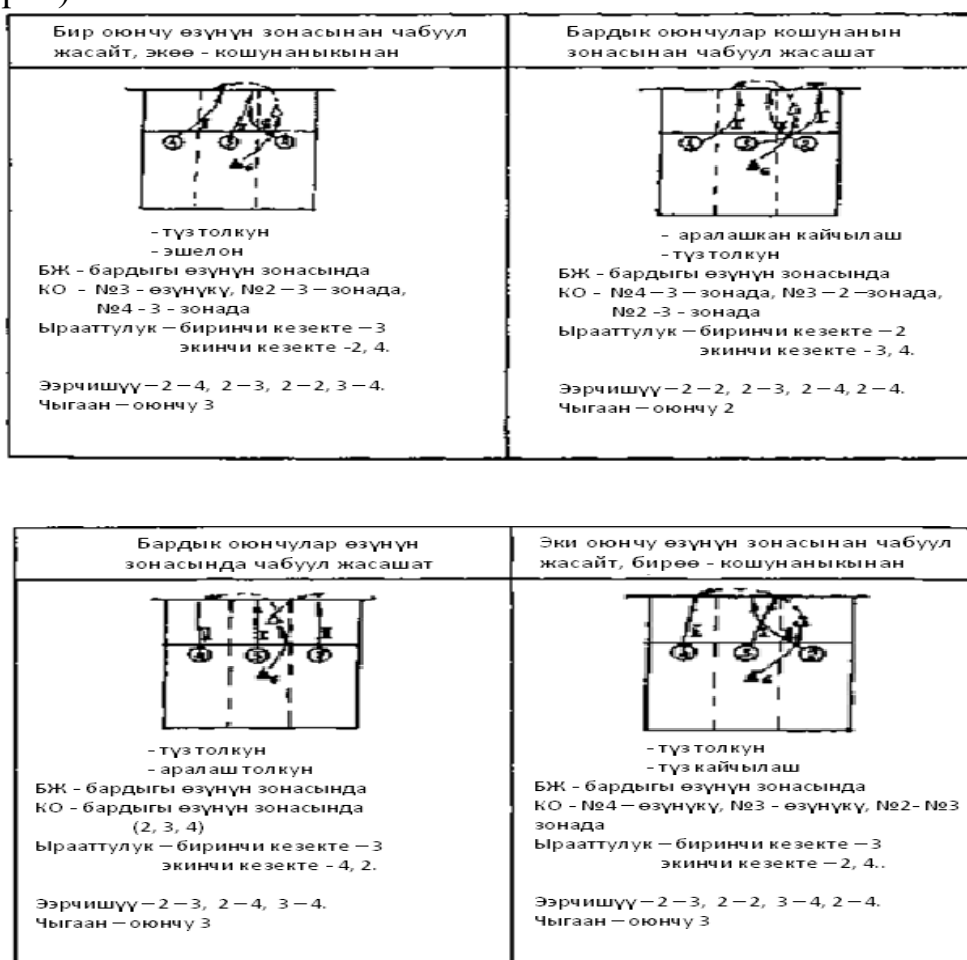 Бир оюнчу өзүнүн зонасынан чабуул
жасайт, экөө - кошунаныкынан
- түз толкун
- эшелон
БЖ - бардыгы өзүнүн зонасында
КО - №3 - өзүнүкү, №2 – 3 – зонада,
№4 - 3 - зонада
Ырааттулук – биринчи кезекте – 3
экинчи кезекте -2, 4.
Ээрчишүү – 2 – 4, 2 – 3, 2 – 2, 3 – 4.
Чыгаан – оюнчу 3
Бардык оюнчулар кошунанын
зонасынан чабуул жасашат
- аралашкан кайчылаш
- түз толкун
БЖ - бардыгы өзүнүн зонасында
КО - №4 – 3 – зонада, №3 – 2 –зонада,
№2 -3 - зонада
Ырааттулук – биринчи кезекте – 2
экинчи кезекте - 3, 4.
Ээрчишүү – 2 – 2, 2 – 3, 2 – 4, 2 – 4.
Чыгаан – оюнчу 2
Бардык оюнчулар өзүнүн
зонасында чабуул жасашат
- түз толкун
- аралаш толкун
БЖ - бардыгы өзүнүн зонасында
КО - бардыгы өзүнүн зонасында
(2, 3, 4)
Ырааттулук – биринчи кезекте – 3
экинчи кезекте - 4, 2.
Ээрчишүү – 2 – 3, 2 – 4, 3 – 4.
Чыгаан – оюнчу 3
Эки оюнчу өзүнүн зонасынан чабуул
жасайт, бирөө - кошунаныкынан
- түз толкун
- түз кайчылаш
БЖ - бардыгы өзүнүн зонасында
КО - №4 – өзүнүкү, №3 - өзүнүкү, №2- №3
зонада
Ырааттулук – биринчи кезекте – 3
экинчи кезекте – 2, 4..
Ээрчишүү – 2 – 3, 2 – 2, 3 – 4, 2 – 4.
Чыгаан – оюнчу 3